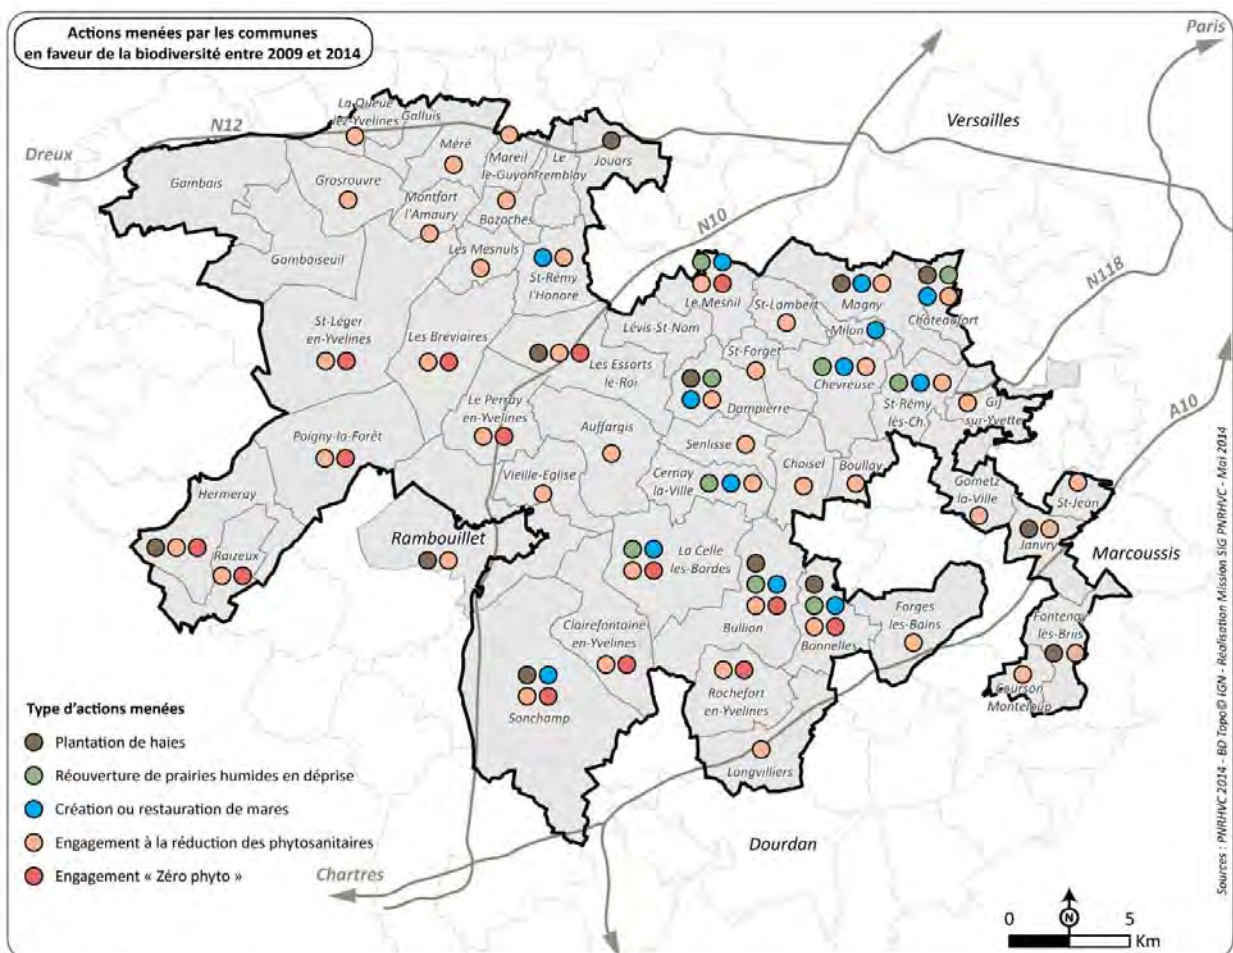 Actions menées par les communes
en faveur de la biodiversité entre 2009 et 2014
Paris
Versailles
N12
Dreux
La Queue
lez-Yvelines
Galluis
Méré
Mareil
le-Guyon
Le
Tremblay
Jouars
Gambais
Grosrouvre
Montfort
l'Amaury
Bazoches
N10
Gambaiseuil
Les Mesnuls
St-Rémy
l'Honoré
N118
Le Mesnil
St-Lambert
Magny
Châteaufort
Lévis-St-Nom
Milon
St-Léger
en-Yvelines
Les Bréviaires
Les Essarts
le-Roi
St-Forget
Chevreuse
St-Rémy
lès-Ch.
Gif
sur-Yvette
A10
Dampierre
Le Perray
en-Yvelines
Auffargis
Senlisse
Poigny-la-Forêt
Vieille-Eglise
Cernay
la-Ville
Choisel
Boullay
Gometz
la-Ville
St-Jean
Hermeray
Raizeux
Rambouillet
La Celle
les-Bordes
Janvry
Marcoussis
Clairefontaine
en-Yvelines
Bullion
Bonnelles
Forges
les-Bains
Fontenay
lès-Briis
Courson
Monteloup
Sonchamp
Rochefort
en-Yvelines
Longvilliers
Dourdan
Chartres
Type d'actions menées
Plantation de haies
Réouverture de prairies humides en déprise
Création ou restauration de mares
Engagement à la réduction des phytosanitaires
Engagement « Zéro phyto »
N
0 5
Km
Sources : PNRHVC 2014 - BD Topo© IGN - Réalisation Mission SIG PNRHVC - Mai 2014